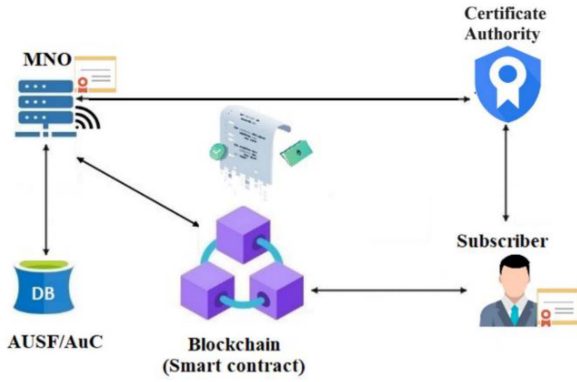 Certificate
Authority
MNO
Subscriber
DB
AUSF/AuC
Blockchain
(Smart contract)